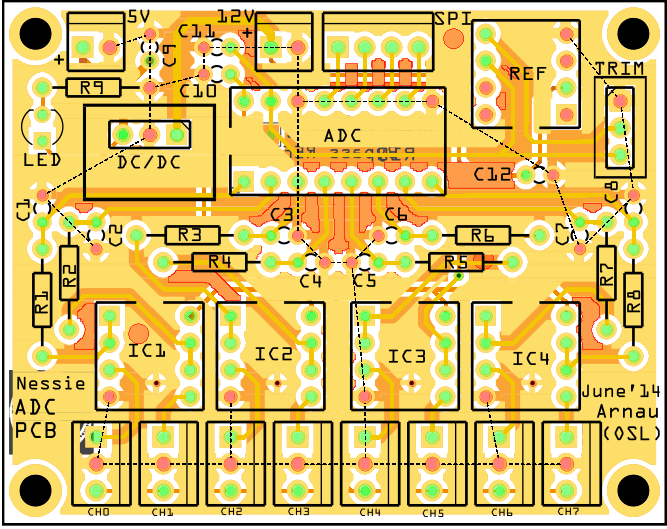 5V
12V
C11
SPI
+
+
C9
REF
TRIM
R9
C10
ADC
LED
DC/DC
C12
C8
C1
C2
C3
C6
C7
R3
R6
R4
R5
C4
C5
R1
R2
R7
R8
IC1
IC2
IC3
IC4
Nessie
ADC
PCB
June'14
Arnau
(OSL)
CH0
CH1
CH2
CH3
CH4
CH5
CH6
CH7